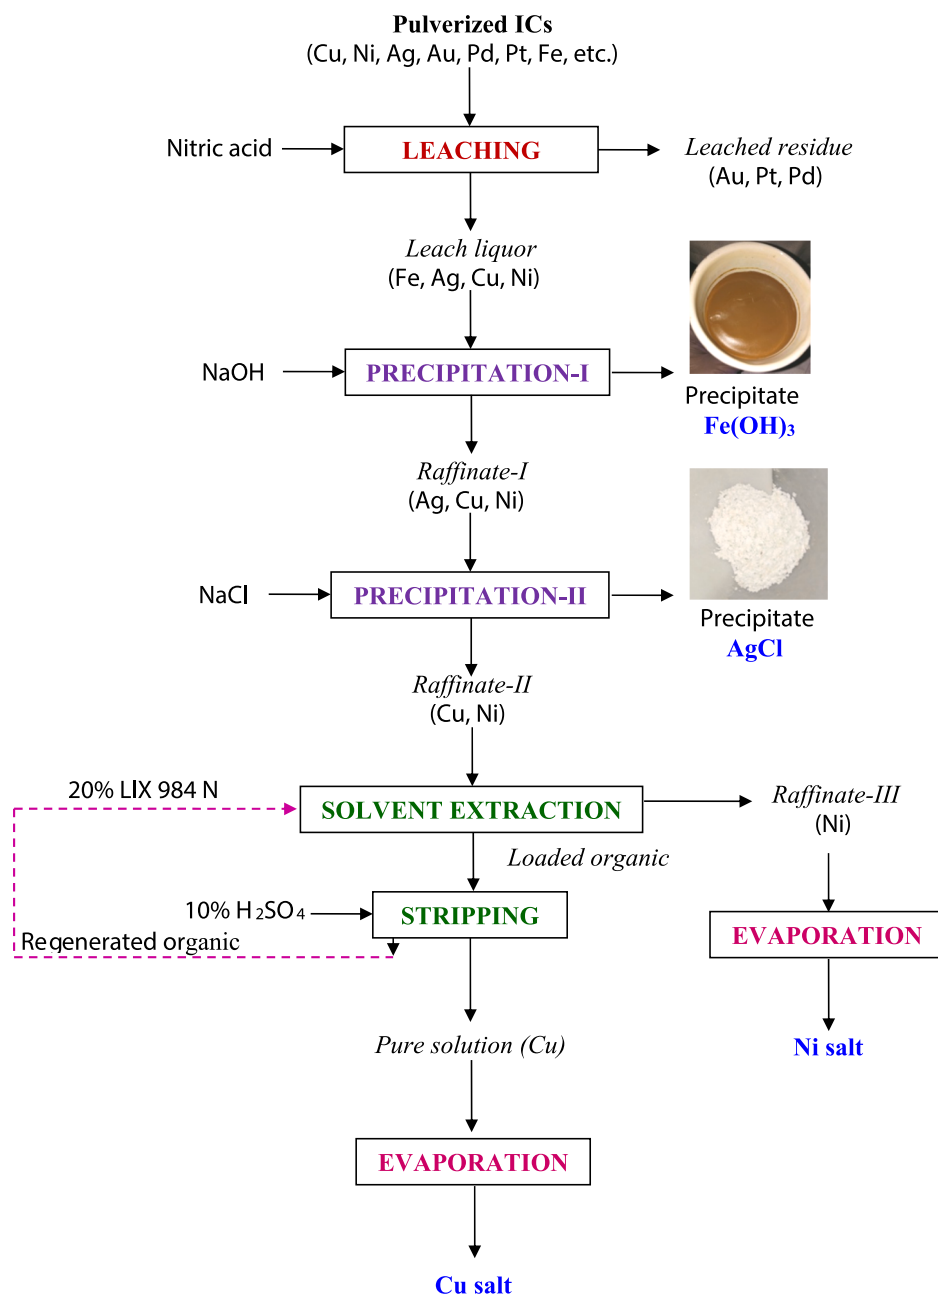 Pulverized ICs
(Cu, Ni, Ag, Au, Pd, Pt, Fe, etc.)
Nitric acid
LEACHING
Leached residue
(Au, Pt, Pd)
Leach liquor
(Fe, Ag, Cu, Ni)
NaOH
PRECIPITATION-I
Precipitate
Fe(OH)₃
Raffinate-I
(Ag, Cu, Ni)
NaCl
PRECIPITATION-II
Precipitate
AgCl
Raffinate-II
(Cu, Ni)
20% LIX 984 N
SOLVENT EXTRACTION
Raffinate-III
(Ni)
Loaded organic
10% H₂SO₄
STRIPPING
Regenerated organic
EVAPORATION
Pure solution (Cu)
Ni salt
EVAPORATION
Cu salt